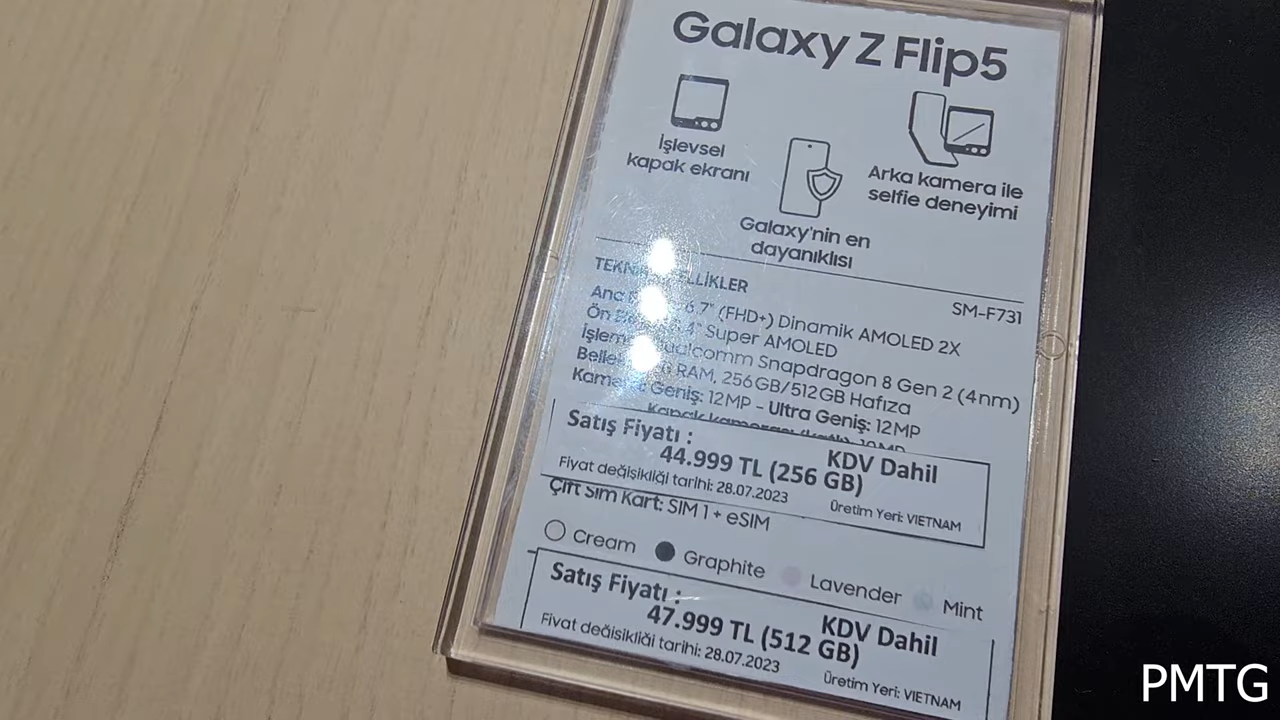 Galaxy Z Flip5
İşlevsel
kapak ekranı
Galaxy'nin en
dayanıklısı
Arka kamera ile
selfie deneyimi
SM-F731
6.7" (FHD+) Dinamik AMOLED 2X
Ön Super AMOLED
Snapdragon 8 Gen 2 (4nm)
RAM, 256GB/512GB Hafıza
Geniş: 12MP - Ultra Geniş: 12MP
Satış Fiyatı :
44.999 TL (256 GB) KDV Dahil
Fiyat değişikliği tarihi: 28.07.2023 Üretim Yeri: VIETNAM
Çift Sim Kart: SIM 1 + eSIM
Cream Graphite Lavender Mint
Satış Fiyatı :
47.999 TL (512 GB) KDV Dahil
Fiyat değişikliği tarihi: 28.07.2023 Üretim Yeri: VIETNAM
PMTG